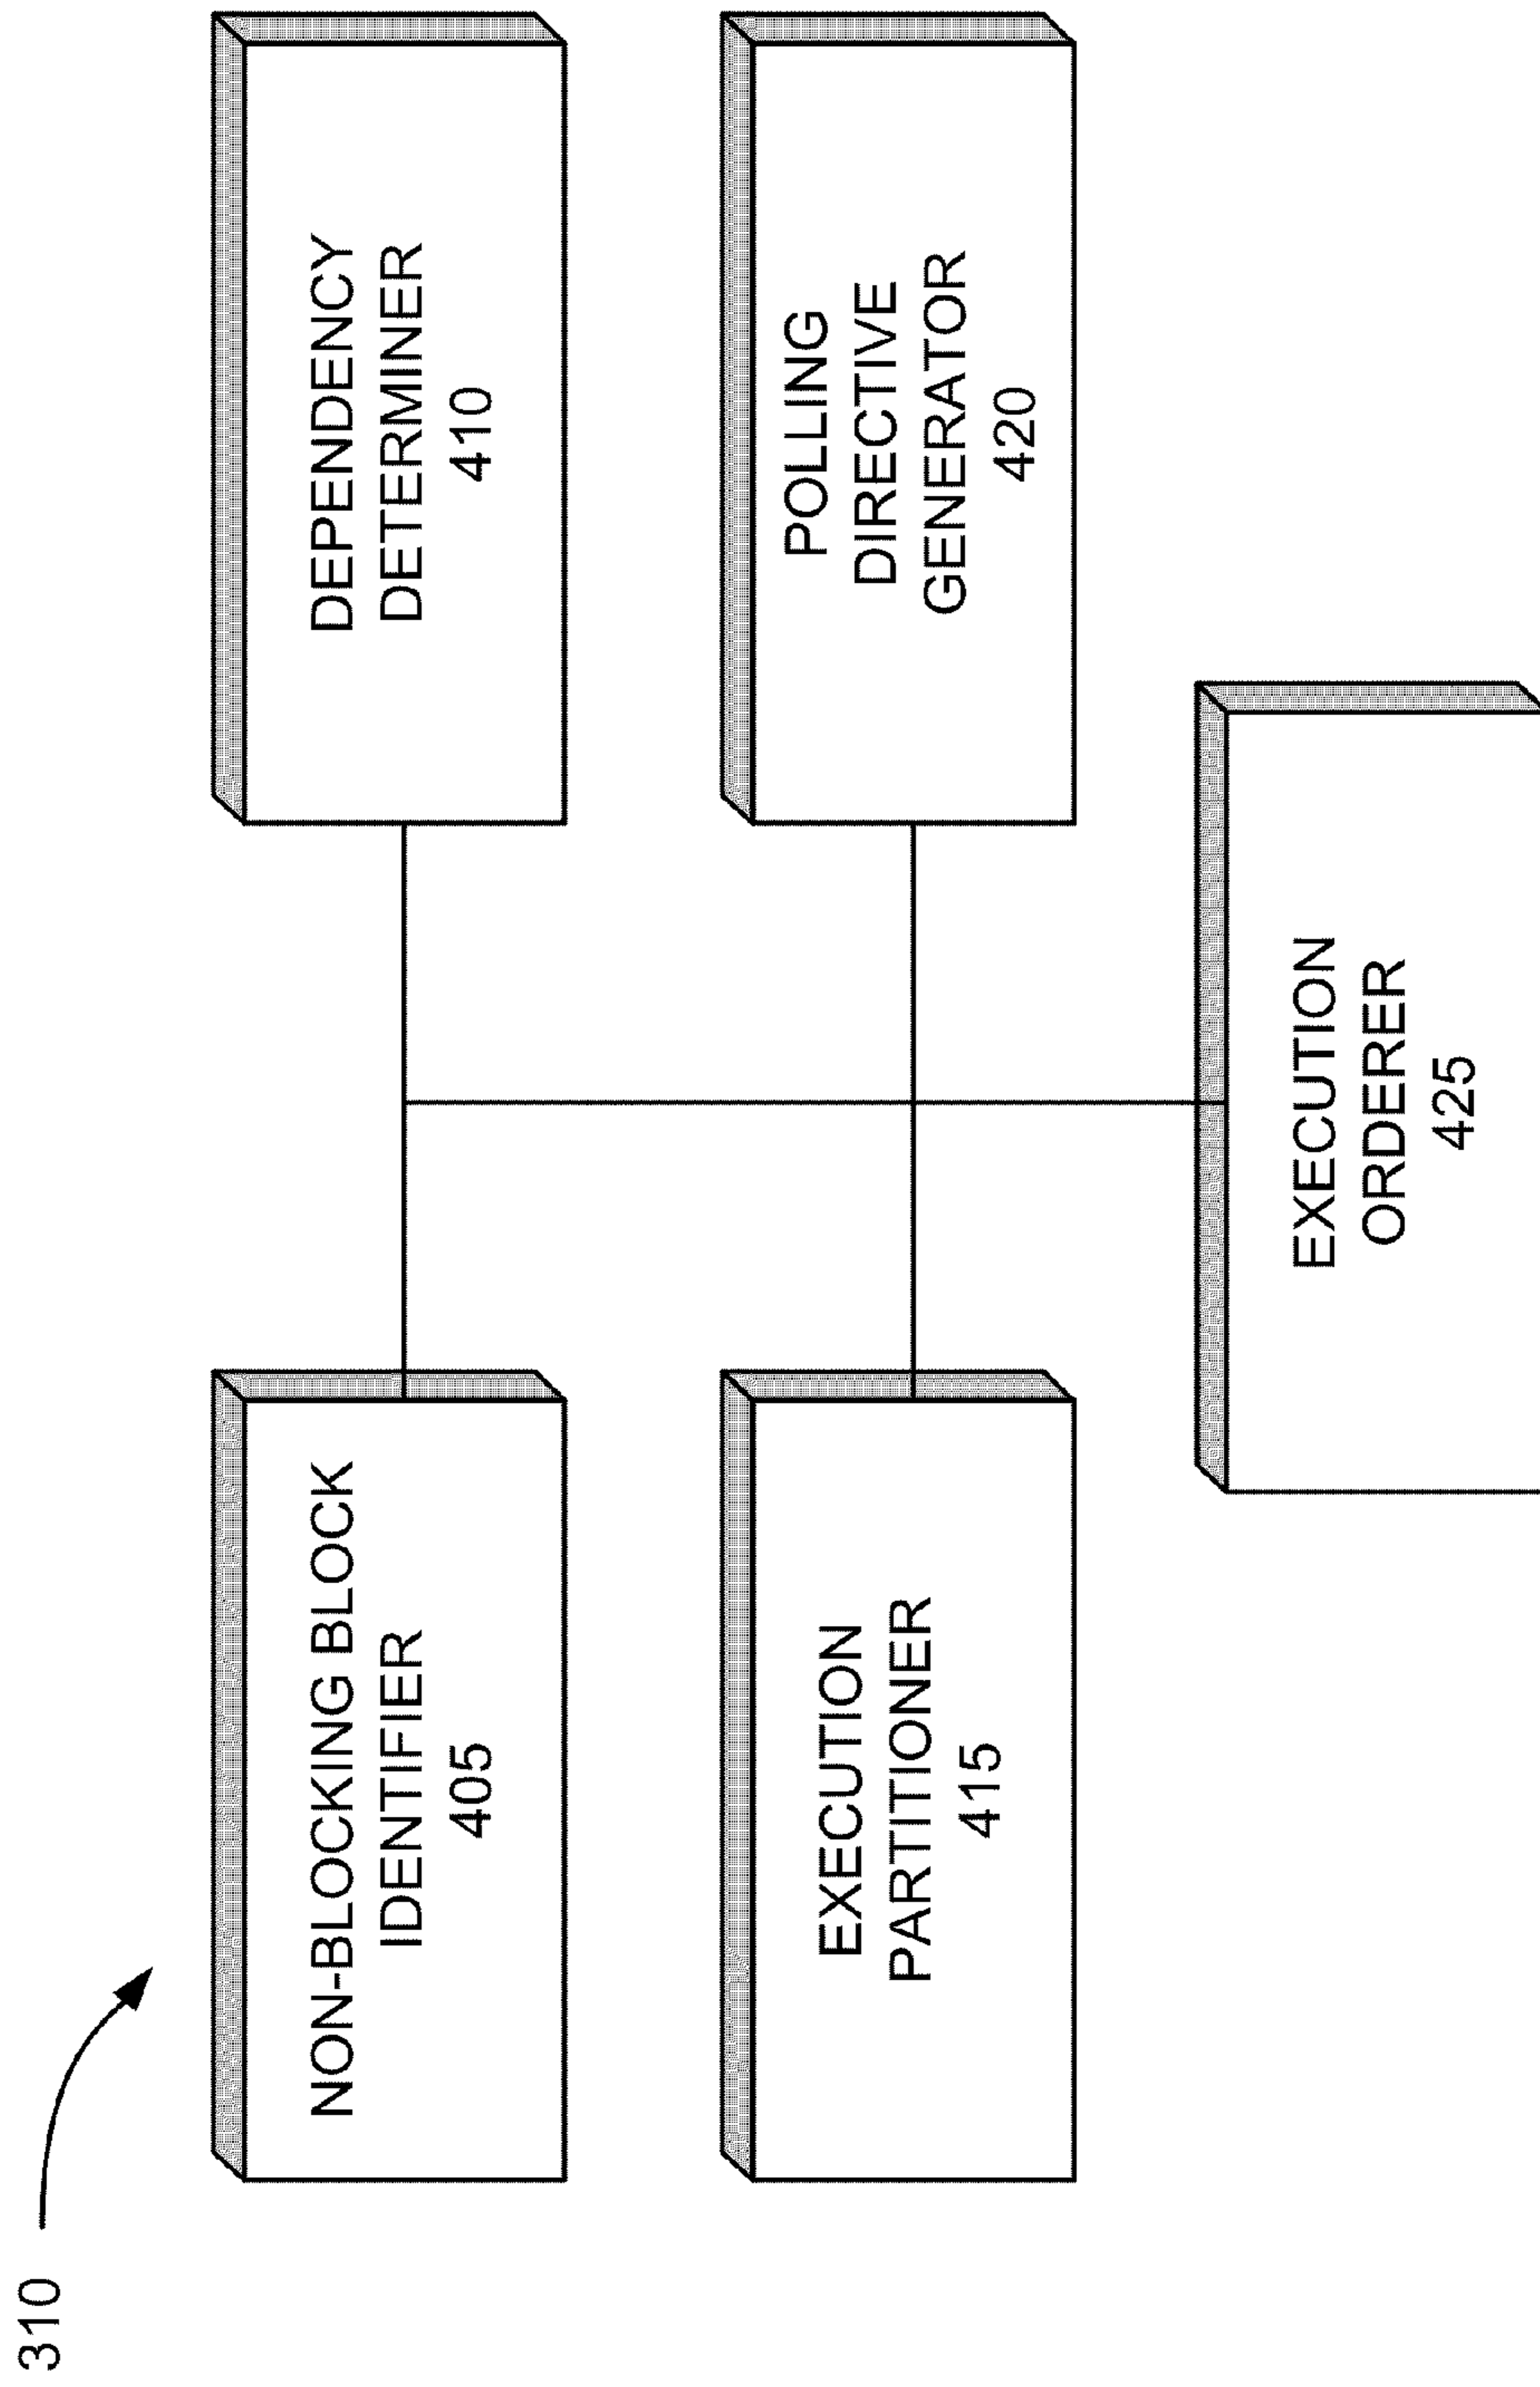 310
NON-BLOCKING BLOCK
IDENTIFIER
405
DEPENDENCY
DETERMINER
410
EXECUTION
PARTITIONER
415
POLLING
DIRECTIVE
GENERATOR
420
EXECUTION
ORDERER
425